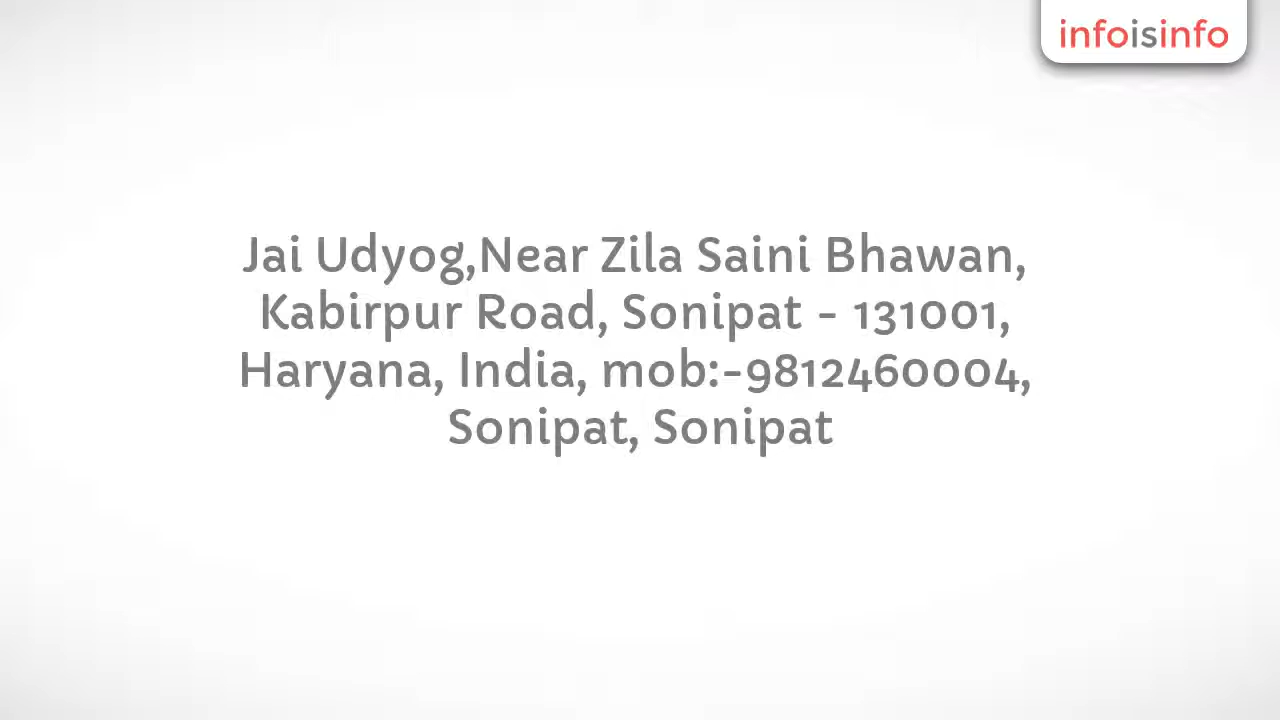 infoisinfo
Jai Udyog,Near Zila Saini Bhawan,
Kabirpur Road, Sonipat - 131001,
Haryana, India, mob:-9812460004,
Sonipat, Sonipat